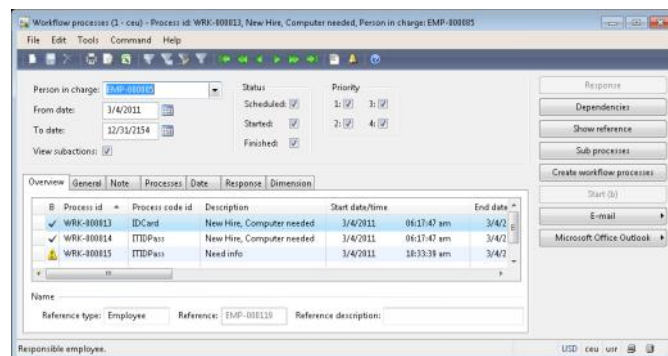 Workflow processes (1 - ceu) - Process id: WRK-000013, New Hire, Computer needed, Person in charge: EMP-000085
File Edit Tools Command Help
Person in charge: EMP-000085
From date: 3/4/2011
To date: 12/31/2154
View subactions:
Status
Scheduled:
Started:
Finished:
Priority
1: 3:
2: 4:
Response
Dependencies
Show reference
Sub processes
Create workflow processes
Start (b)
E-mail
Microsoft Office Outlook
Overview General Note Processes Date Response Dimension
B Process id Process code id Description Start date/time End date
WRK-000013 IDCard New Hire, Computer needed 3/4/2011 06:17:47 am 3/4/2
WRK-000014 ITIDPass New Hire, Computer needed 3/4/2011 06:17:47 am 3/4/2
WRK-000015 ITIDPass Need info 3/4/2011 10:33:39 am 3/4/2
Name
Reference type: Employee Reference: EMP-000119 Reference description:
Responsible employee.
USD ceu usr